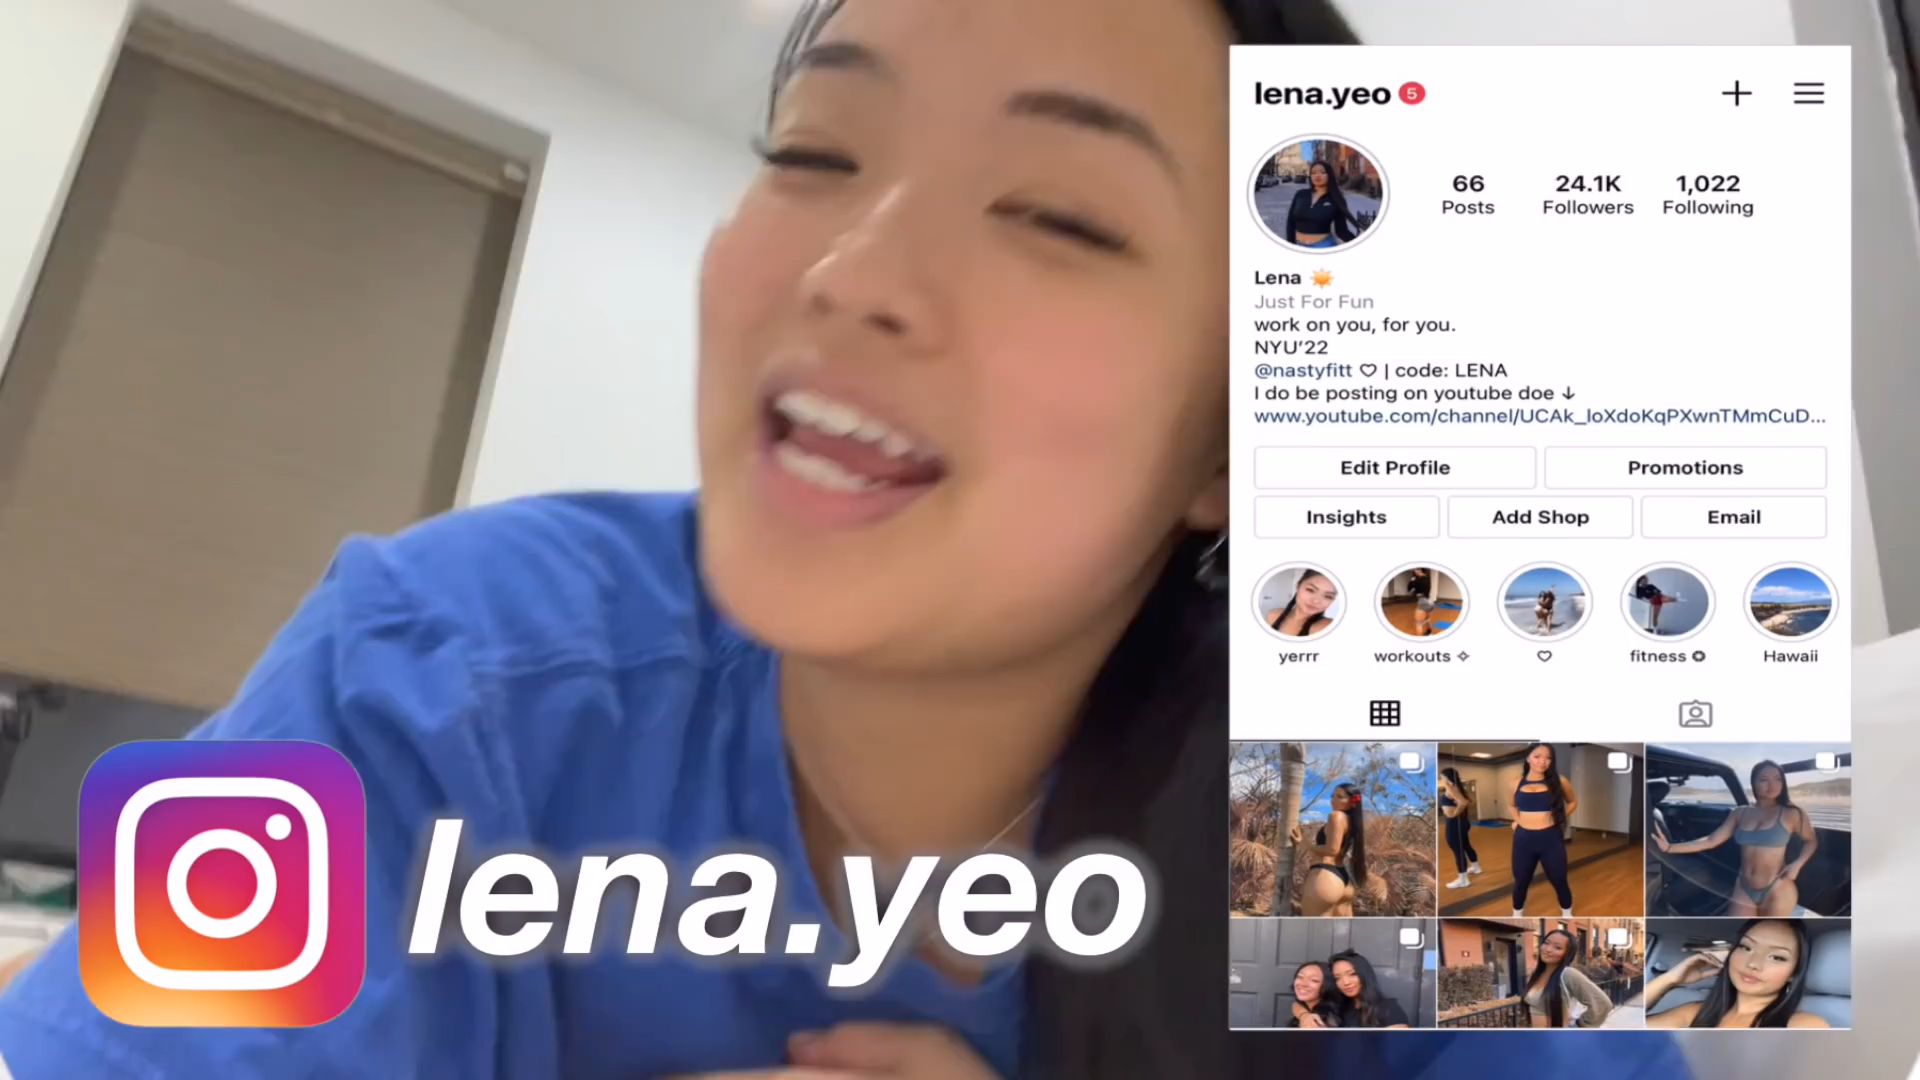 lena.yeo 5
66
Posts
24.1K
Followers
1,022
Following
Lena ☀️
Just For Fun
work on you, for you.
NYU'22
@nastyfitt ♡ | code: LENA
I do be posting on youtube doe ↓
www.youtube.com/channel/UCAk_loXdoKqPXwnTMmCuD...
Edit Profile
Promotions
Insights
Add Shop
Email
yerrr
workouts ✧
♡
fitness ✪
Hawaii
lena.yeo